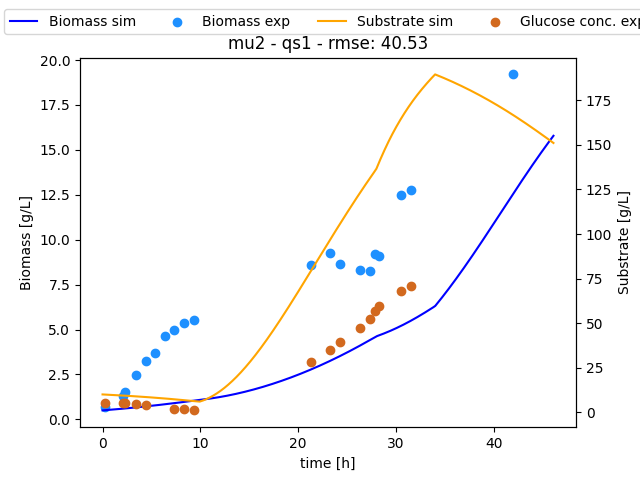 Biomass sim Biomass exp Substrate sim Glucose conc. exp
mu2 - qs1 - rmse: 40.53
20.0
17.5
15.0
12.5
10.0
7.5
5.0
2.5
0.0
Biomass [g/L]
175
150
125
100
75
50
25
0
Substrate [g/L]
0 10 20 30 40
time [h]